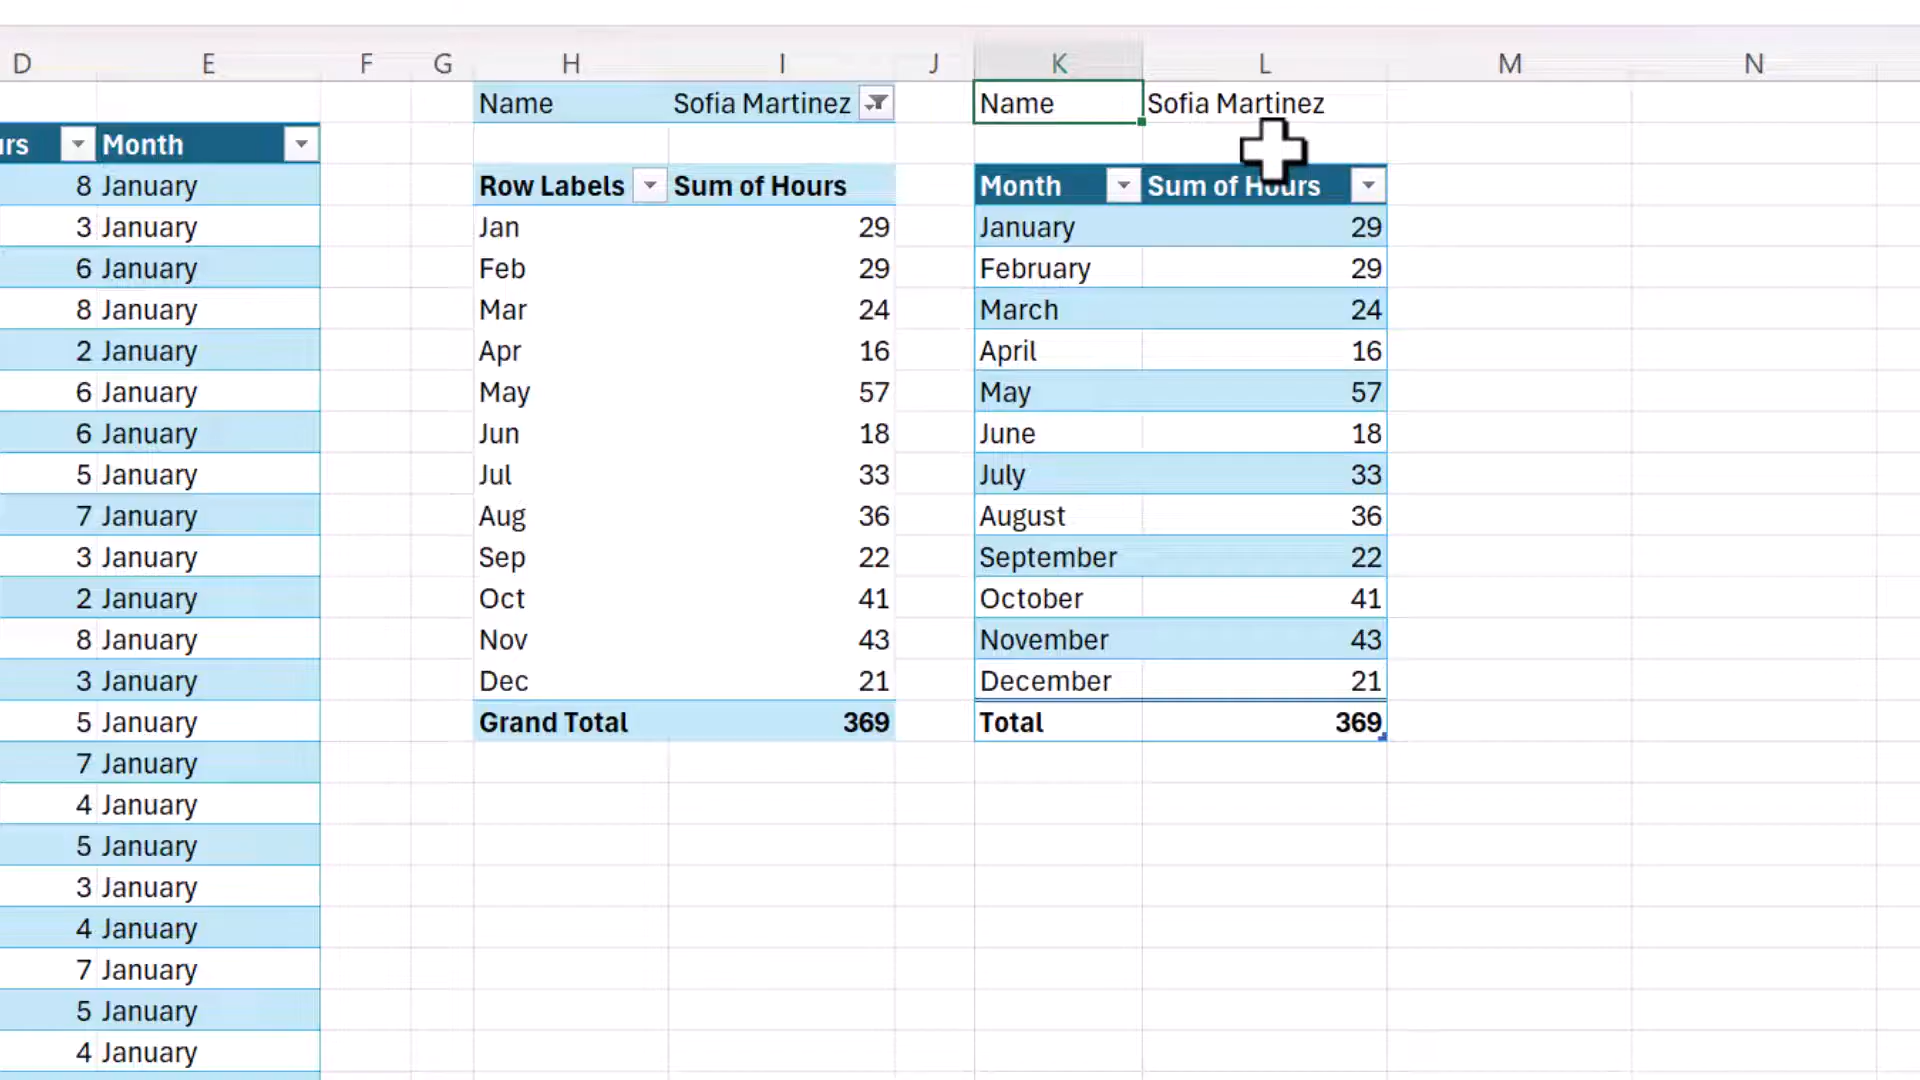 D E F G H I J K L M N
Name Sofia Martinez Name Sofia Martinez
rs Month
8 January Row Labels Sum of Hours Month Sum of Hours
3 January Jan 29 January 29
6 January Feb 29 February 29
8 January Mar 24 March 24
2 January Apr 16 April 16
6 January May 57 May 57
6 January Jun 18 June 18
5 January Jul 33 July 33
7 January Aug 36 August 36
3 January Sep 22 September 22
2 January Oct 41 October 41
8 January Nov 43 November 43
3 January Dec 21 December 21
5 January Grand Total 369 Total 369
7 January
4 January
5 January
3 January
4 January
7 January
5 January
4 January